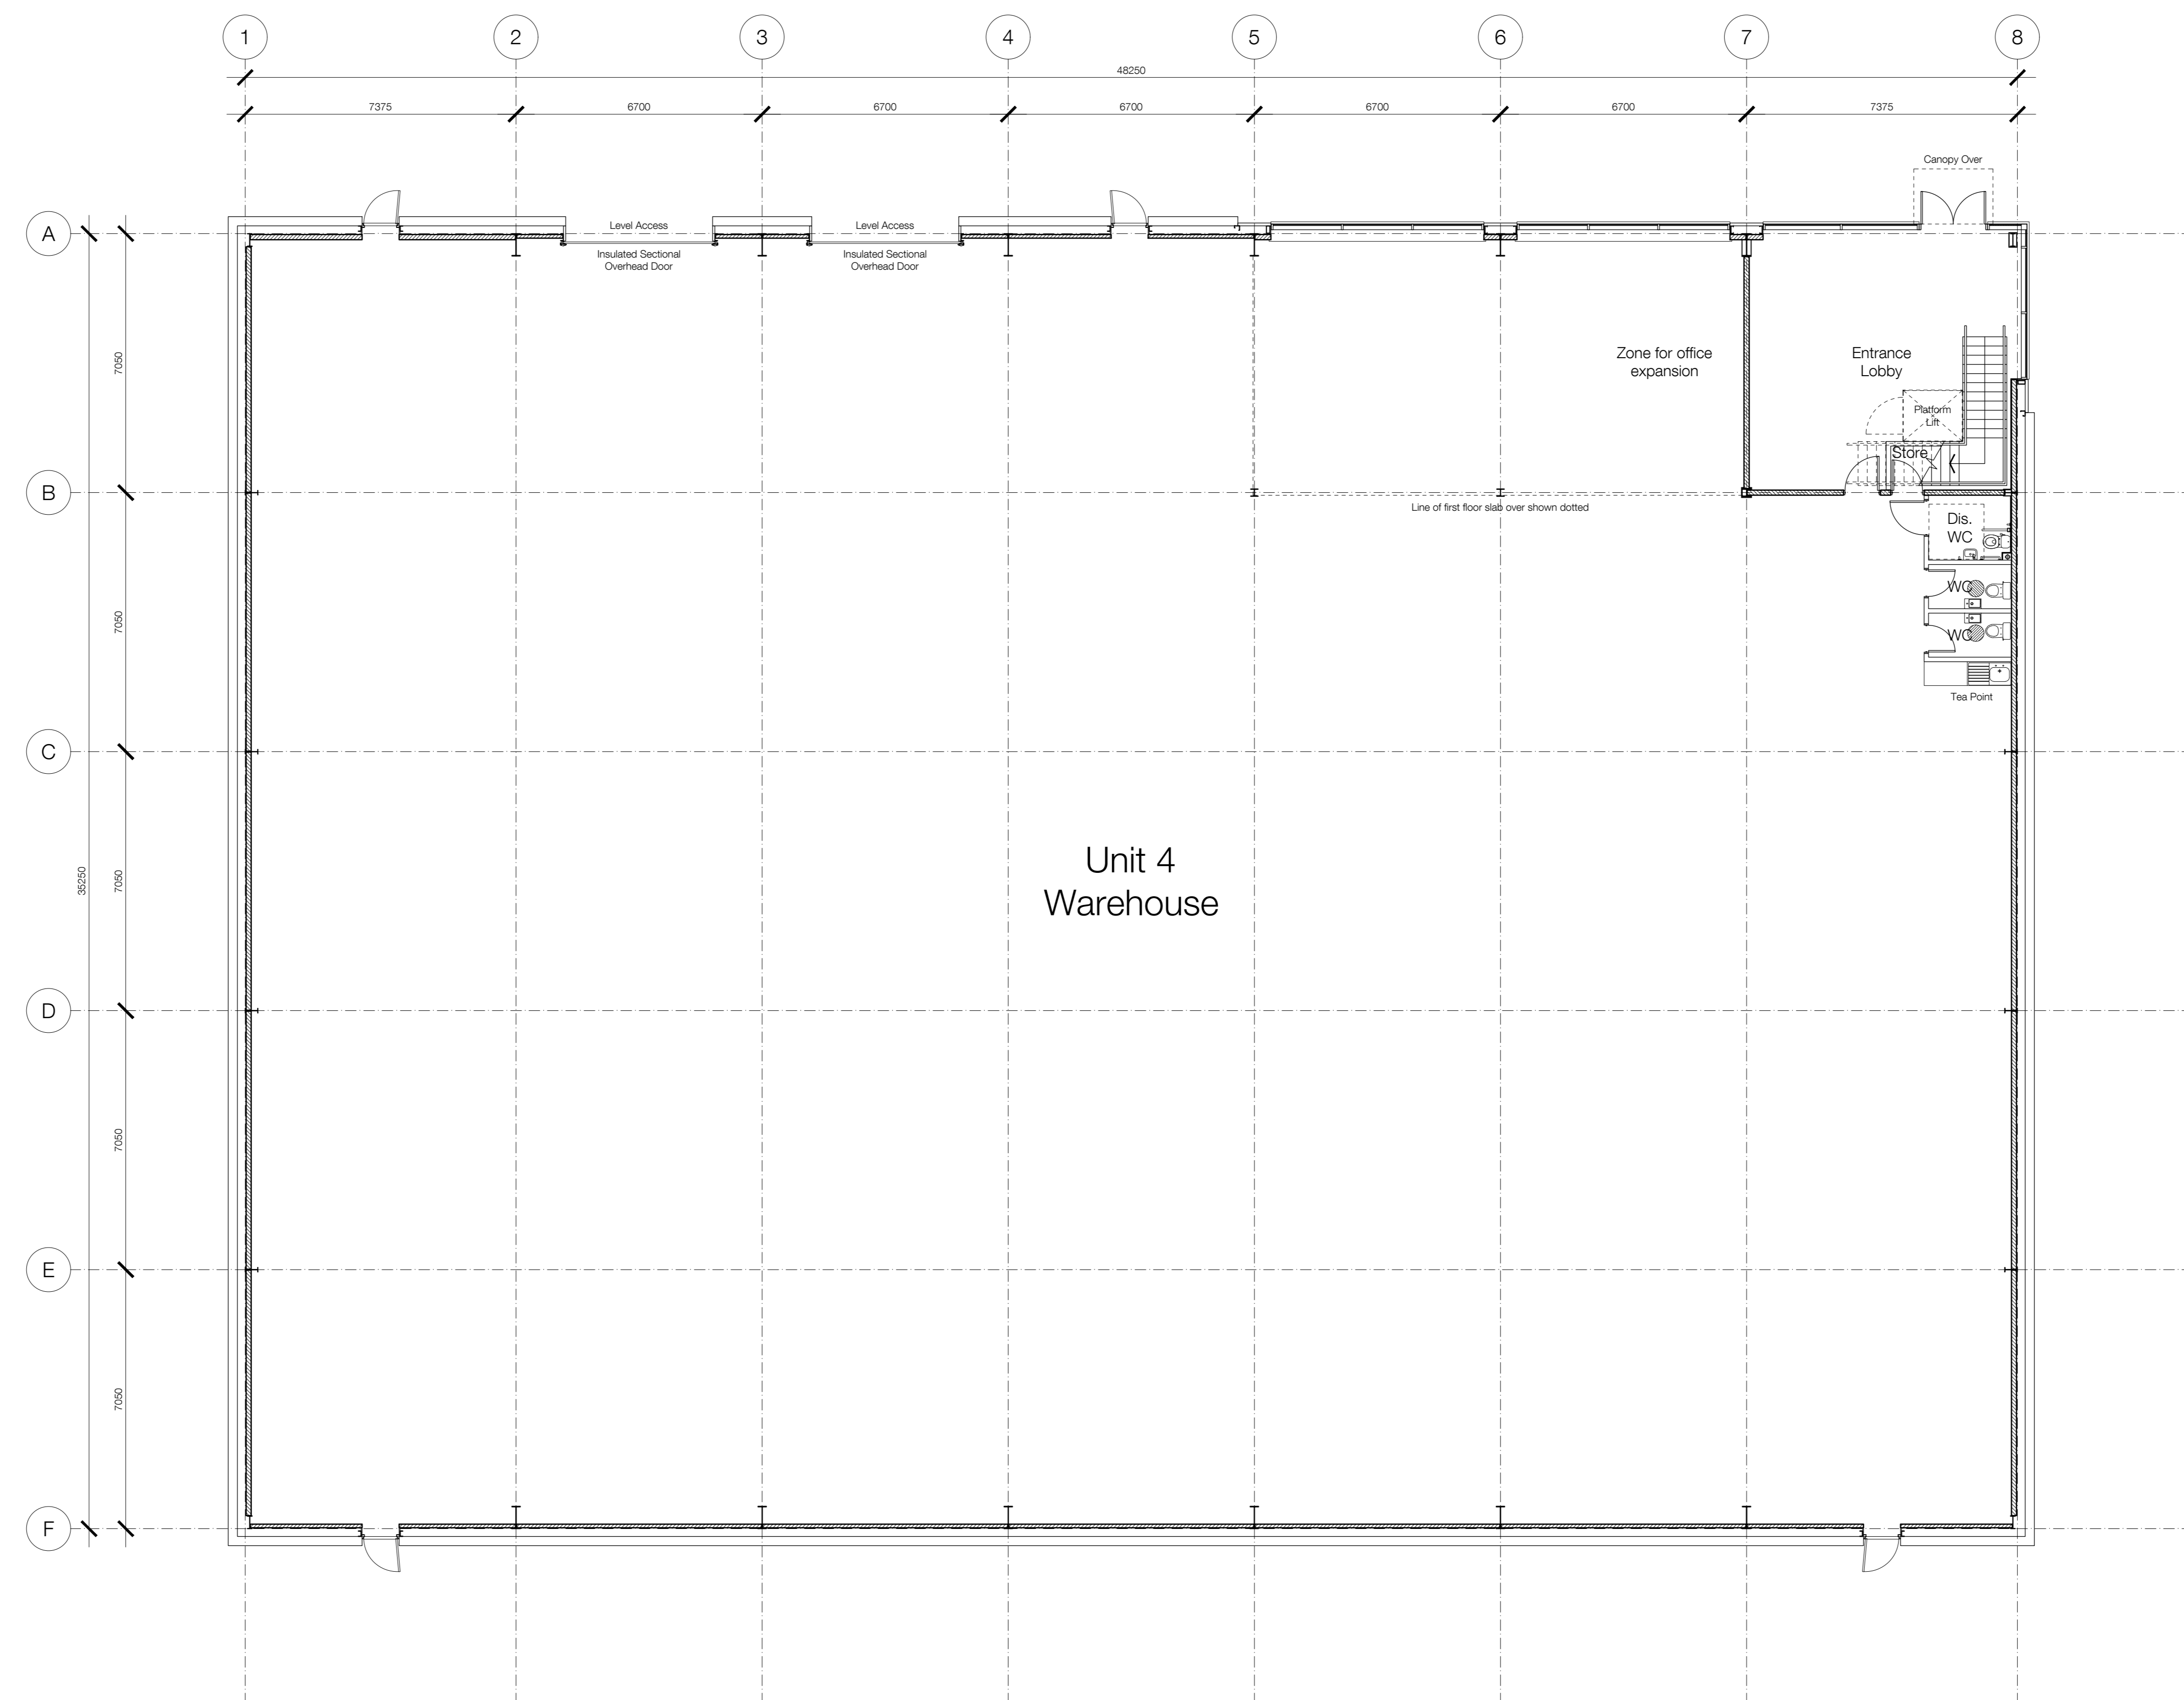 1
2
3
4
5
6
7
8
48250
7375
6700
6700
6700
6700
6700
7375
Canopy Over
A
Level Access
Level Access
Insulated Sectional
Overhead Door
Insulated Sectional
Overhead Door
7050
Zone for office
expansion
Entrance
Lobby
Platform
Lift
Store
B
Line of first floor slab over shown dotted
Dis.
WC
7050
WC
WC
Tea Point
C
35250
7050
Unit 4
Warehouse
D
7050
E
7050
F